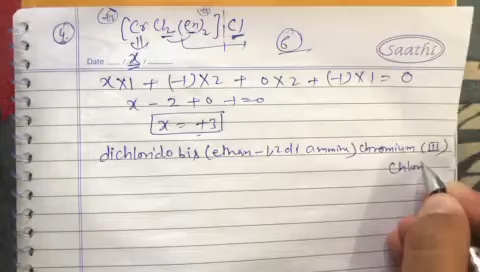 4. [Cr Cl2 (en)2] Cl
6
saathi
Date ...../...../.....
x
x×1 + (-1)×2 + 0×2 + (-1)×1 = 0
x - 2 + 0 -1=0
x = +3
dichlorido bis (ethan-1,2 di ammine) chromium (III)
Chlor